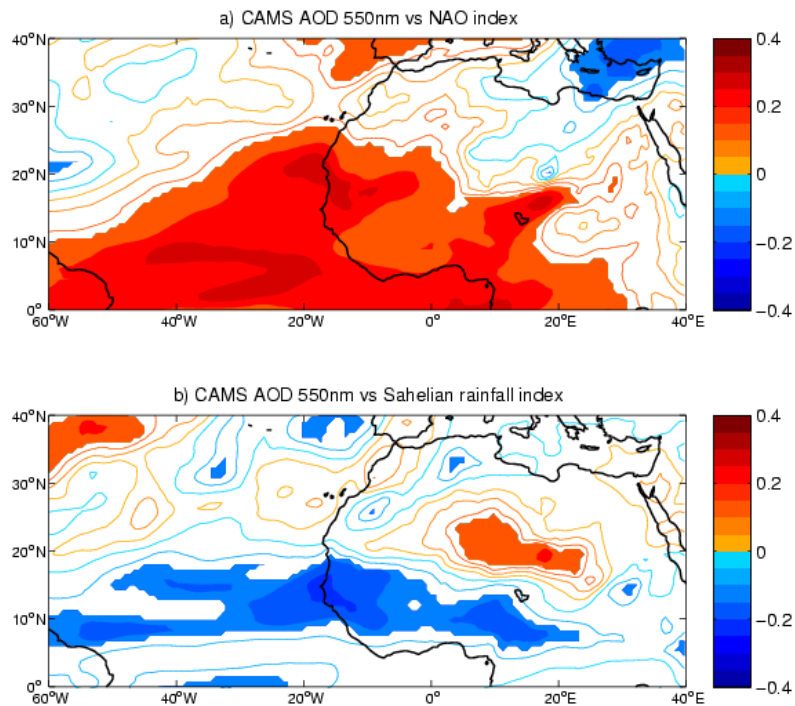 a) CAMS AOD 550nm vs NAO index
40°N
30°N
20°N
10°N
0°
60°W
40°W
20°W
0°
20°E
40°E
0.4
0.2
0
−0.2
−0.4
b) CAMS AOD 550nm vs Sahelian rainfall index
40°N
30°N
20°N
10°N
0°
60°W
40°W
20°W
0°
20°E
40°E
0.4
0.2
0
−0.2
−0.4